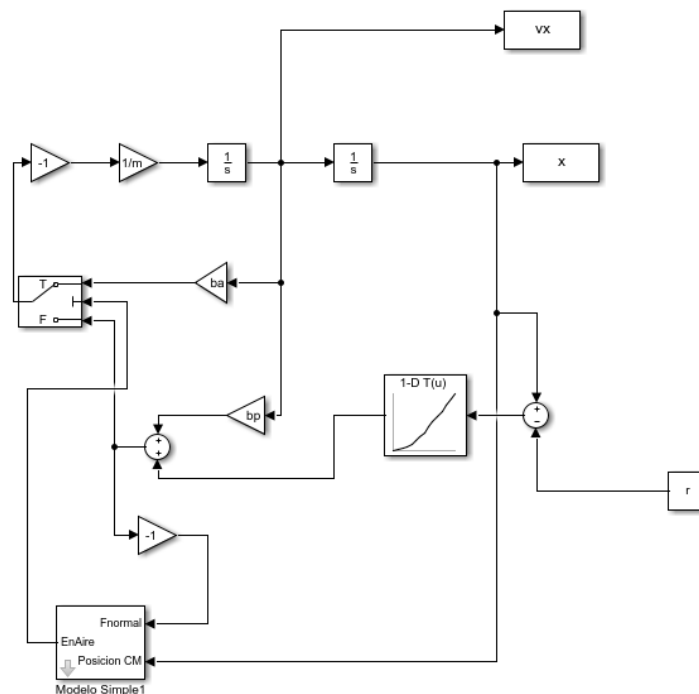 vx
-1
1/m
1
s
1
s
x
T
F
ba
1-D T(u)
bp
+
+
+
−
r
-1
Fnormal
EnAire
Posicion CM
Modelo Simple1